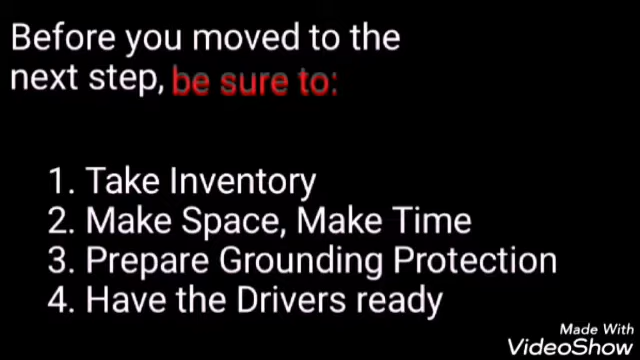 Before you moved to the
next step, be sure to:
1. Take Inventory
2. Make Space, Make Time
3. Prepare Grounding Protection
4. Have the Drivers ready
Made With
VideoShow